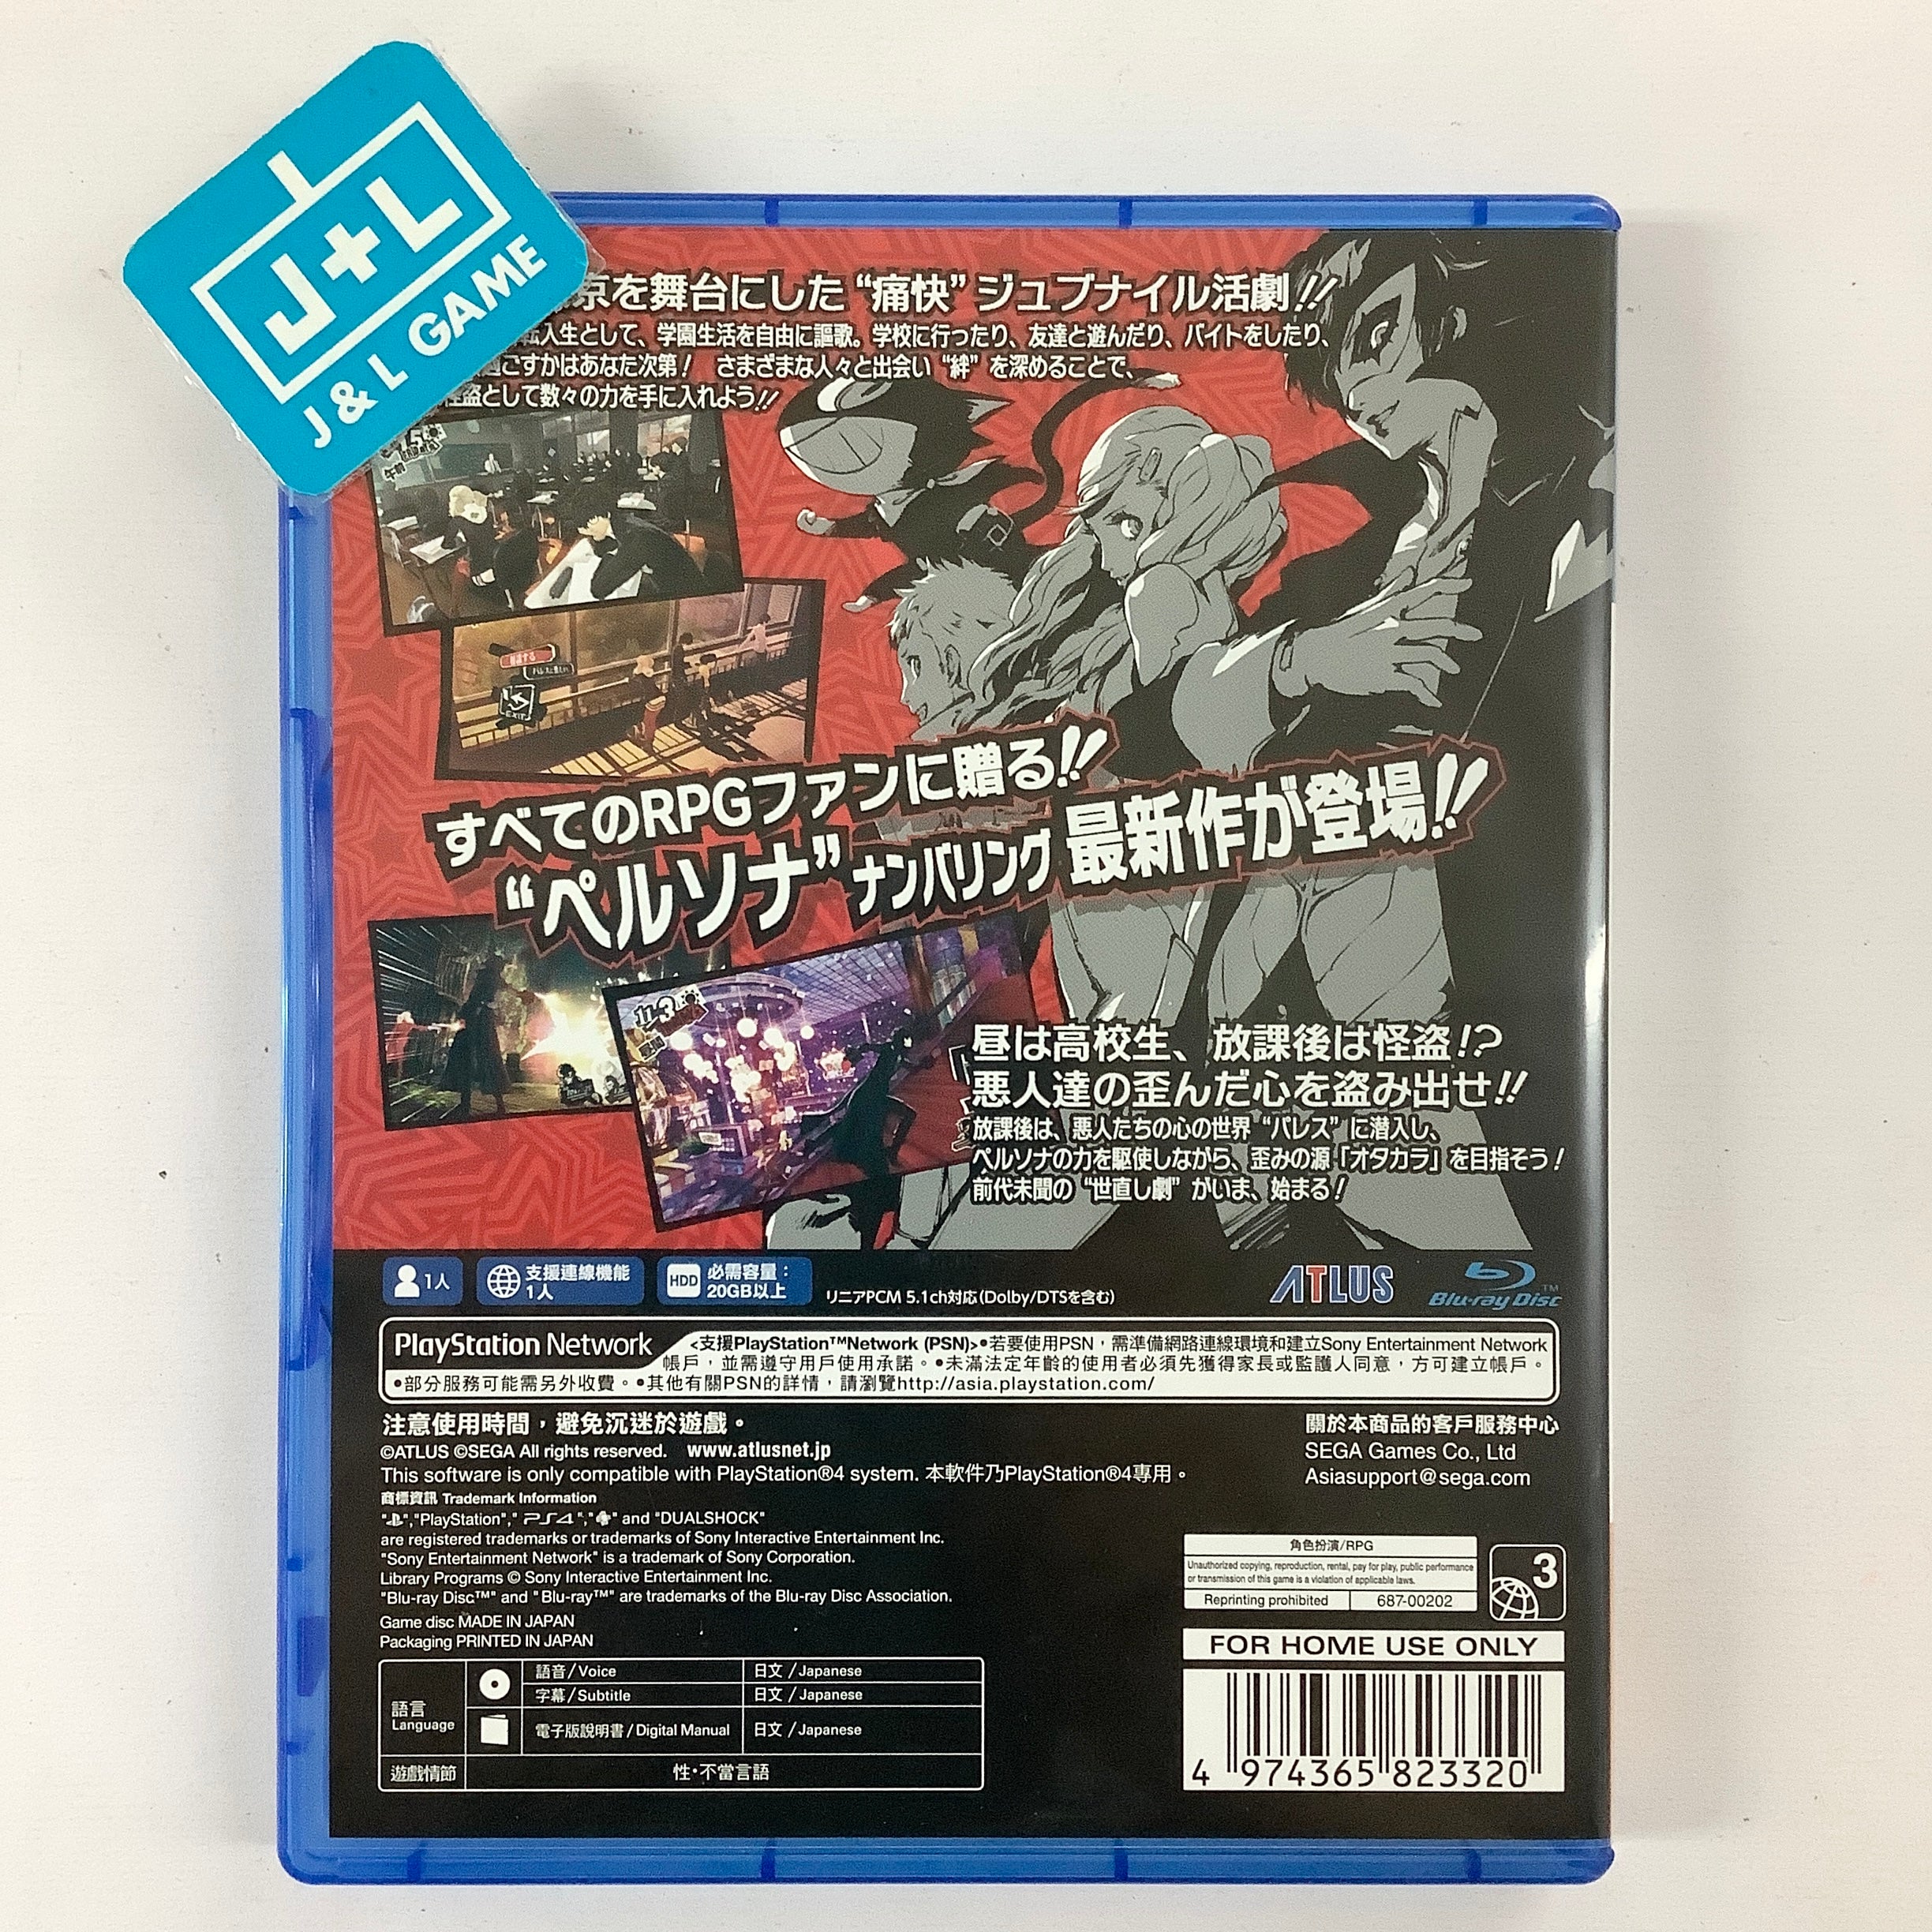 J+L
J & L GAME
京を舞台にした“痛快”ジュブナイル活劇!!
転入生として、学園生活を自由に謳歌。学校に行ったり、友達と遊んだり、バイトをしたり、
過ごすかはあなた次第！ さまざまな人々と出会い“絆”を深めることで、
怪盗として数々の力を手に入れよう!!
EXIT
すべてのRPGファンに贈る!!
“ペルソナ”ナンバリング最新作が登場!!
11 3
昼は高校生、放課後は怪盗!?
悪人達の歪んだ心を盗み出せ!!
放課後は、悪人たちの心の世界“パレス”に潜入し、
ペルソナの力を駆使しながら、歪みの源「オタカラ」を目指そう！
前代未聞の“世直し劇”がいま、始まる！
1人
支援連線機能
1人
HDD
必需容量：
20GB以上
リニアPCM 5.1ch対応（Dolby/DTSを含む）
ATLUS
Blu-ray Disc™
PlayStation Network
<支援PlayStation™Network (PSN)>•若要使用PSN，需準備網路連線環境和建立Sony Entertainment Network
帳戶，並需遵守用戶使用承諾。•未滿法定年齡的使用者必須先獲得家長或監護人同意，方可建立帳戶。
•部分服務可能需另外收費。•其他有關PSN的詳情，請瀏覽http://asia.playstation.com/
注意使用時間，避免沉迷於遊戲。
©ATLUS ©SEGA All rights reserved. www.atlusnet.jp
This software is only compatible with PlayStation®4 system. 本軟件乃PlayStation®4專用。
關於本商品的客戶服務中心
SEGA Games Co., Ltd
Asiasupport@sega.com
商標資訊 Trademark Information
"","PlayStation","PS4","" and "DUALSHOCK"
are registered trademarks or trademarks of Sony Interactive Entertainment Inc.
"Sony Entertainment Network" is a trademark of Sony Corporation.
Library Programs © Sony Interactive Entertainment Inc.
"Blu-ray Disc™" and "Blu-ray™" are trademarks of the Blu-ray Disc Association.
Game disc MADE IN JAPAN
Packaging PRINTED IN JAPAN
角色扮演/RPG
Unauthorized copying, reproduction, rental, pay for play, public performance
or transmission of this game is a violation of applicable laws.
Reprinting prohibited 687-00202
3
FOR HOME USE ONLY
語言
Language
語音/Voice 日文/Japanese
字幕/Subtitle 日文/Japanese
電子版說明書/Digital Manual 日文/Japanese
遊戲情節 性・不當言語
4 974365 823320